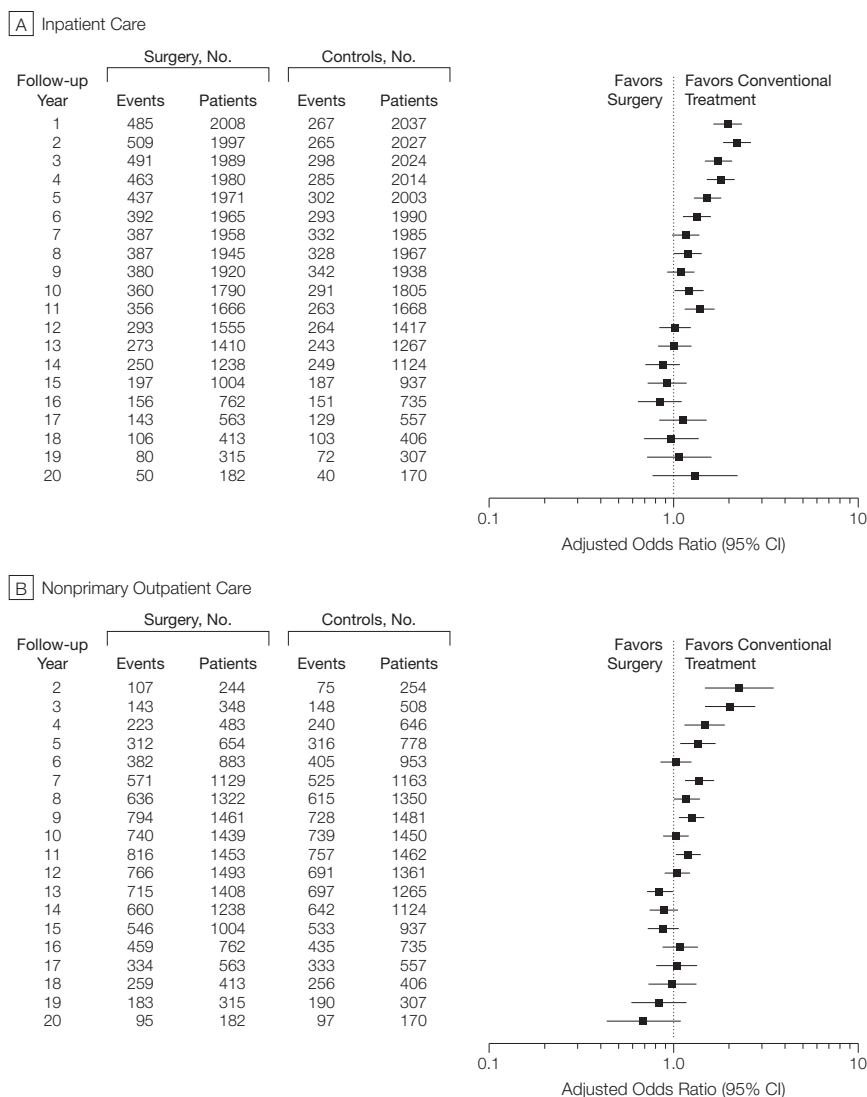 A Inpatient Care
Surgery, No. Controls, No.
Follow-up Favors Favors Conventional
Year Events Patients Events Patients Surgery Treatment
1 485 2008 267 2037
2 509 1997 265 2027
3 491 1989 298 2024
4 463 1980 285 2014
5 437 1971 302 2003
6 392 1965 293 1990
7 387 1958 332 1985
8 387 1945 328 1967
9 380 1920 342 1938
10 360 1790 291 1805
11 356 1666 263 1668
12 293 1555 264 1417
13 273 1410 243 1267
14 250 1238 249 1124
15 197 1004 187 937
16 156 762 151 735
17 143 563 129 557
18 106 413 103 406
19 80 315 72 307
20 50 182 40 170
0.1 1.0 10
Adjusted Odds Ratio (95% CI)
B Nonprimary Outpatient Care
Surgery, No. Controls, No.
Follow-up Favors Favors Conventional
Year Events Patients Events Patients Surgery Treatment
2 107 244 75 254
3 143 348 148 508
4 223 483 240 646
5 312 654 316 778
6 382 883 405 953
7 571 1129 525 1163
8 636 1322 615 1350
9 794 1461 728 1481
10 740 1439 739 1450
11 816 1453 757 1462
12 766 1493 691 1361
13 715 1408 697 1265
14 660 1238 642 1124
15 546 1004 533 937
16 459 762 435 735
17 334 563 333 557
18 259 413 256 406
19 183 315 190 307
20 95 182 97 170
0.1 1.0 10
Adjusted Odds Ratio (95% CI)